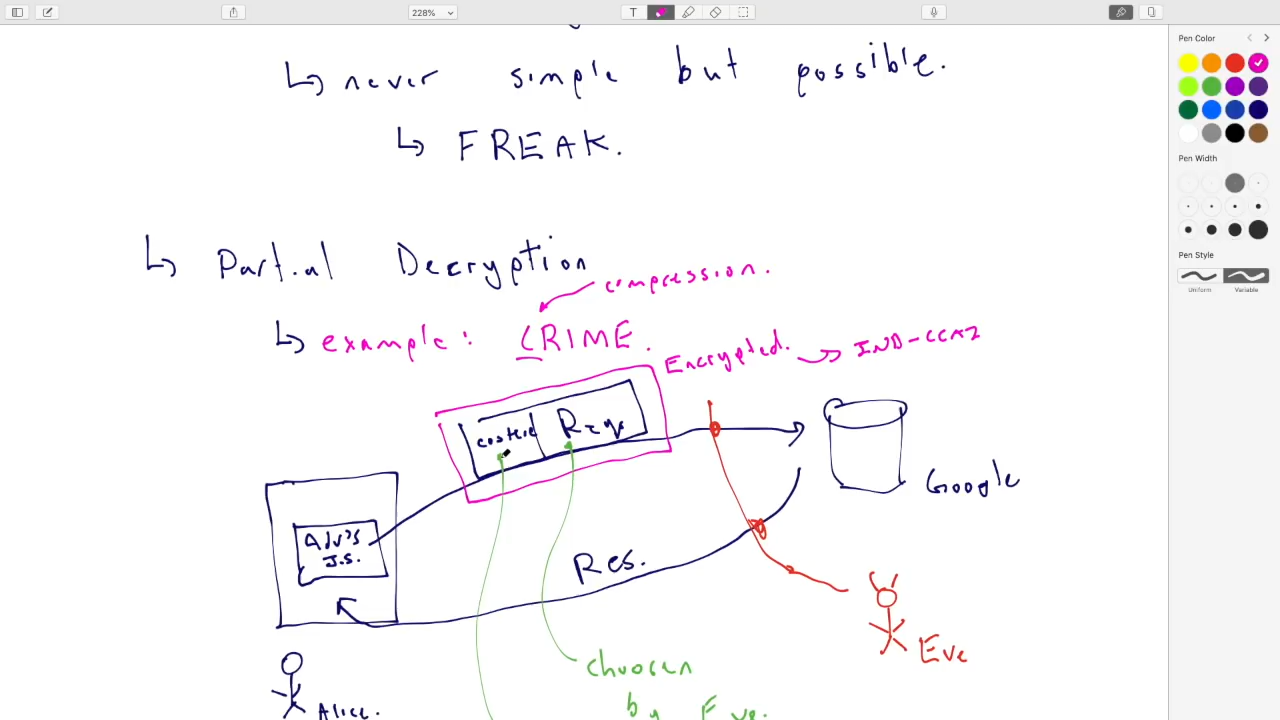 228%
Pen Color
↳ never simple but possible.
↳ FREAK.
Pen Width
Pen Style
Uniform Variable
↳ Partial Decryption
compression.
↳ example: CRIME.
Encrypted. → IND-CCA2
Req
Google
Adv's
J.S.
Res.
Eve
choosen
by Eve.
Alice.